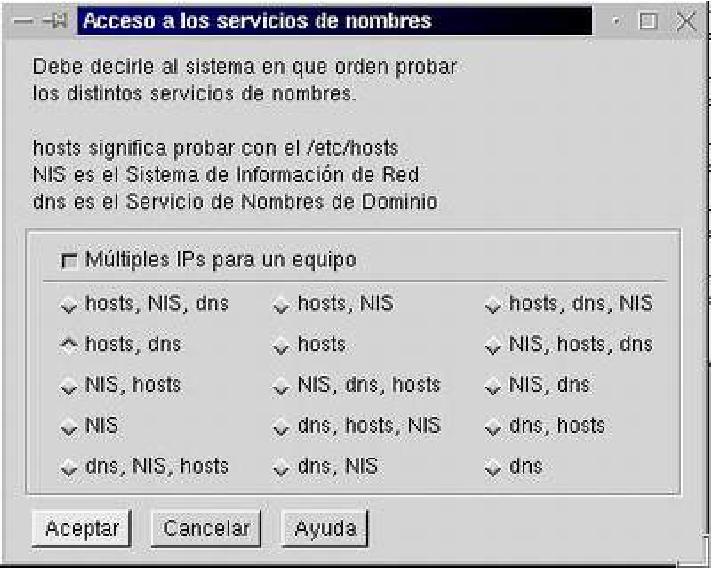 Acceso a los servicios de nombres
Debe decirle al sistema en que orden probar
los distintos servicios de nombres.
hosts significa probar con el /etc/hosts
NIS es el Sistema de Información de Red
dns es el Servicio de Nombres de Dominio
Múltiples IPs para un equipo
hosts, NIS, dns
hosts, NIS
hosts, dns, NIS
hosts, dns
hosts
NIS, hosts, dns
NIS, hosts
NIS, dns, hosts
NIS, dns
NIS
dns, hosts, NIS
dns, hosts
dns, NIS, hosts
dns, NIS
dns
Aceptar
Cancelar
Ayuda